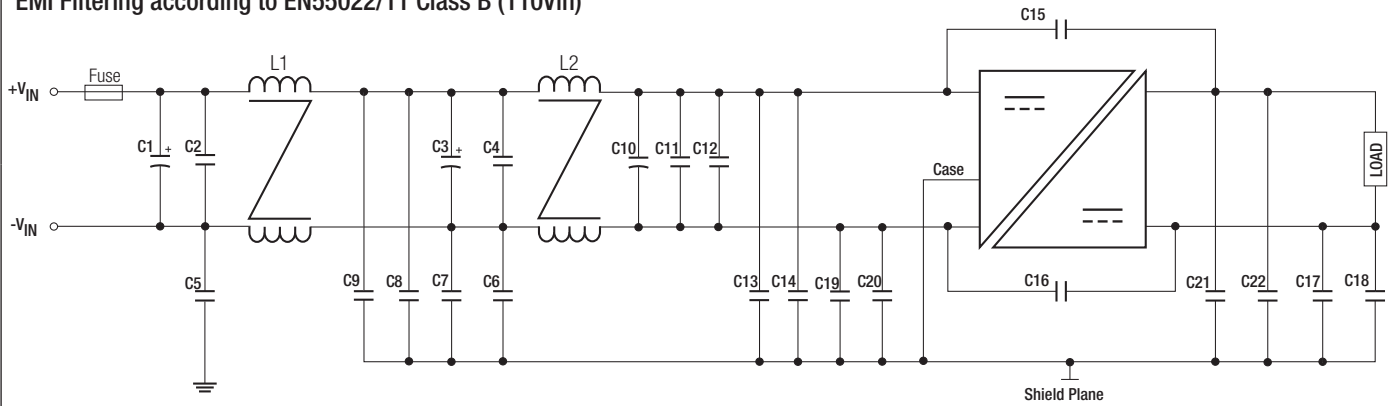 EMI Filtering according to EN55022/11 Class B (110Vin)
C15
L1
L2
Fuse
+VIN
C1 +
C2
C3 +
C4
C10
C11
C12
LOAD
Case
-VIN
C5
C9
C8
C7
C6
C13
C14
C19
C20
C16
C21
C22
C17
C18
Shield Plane